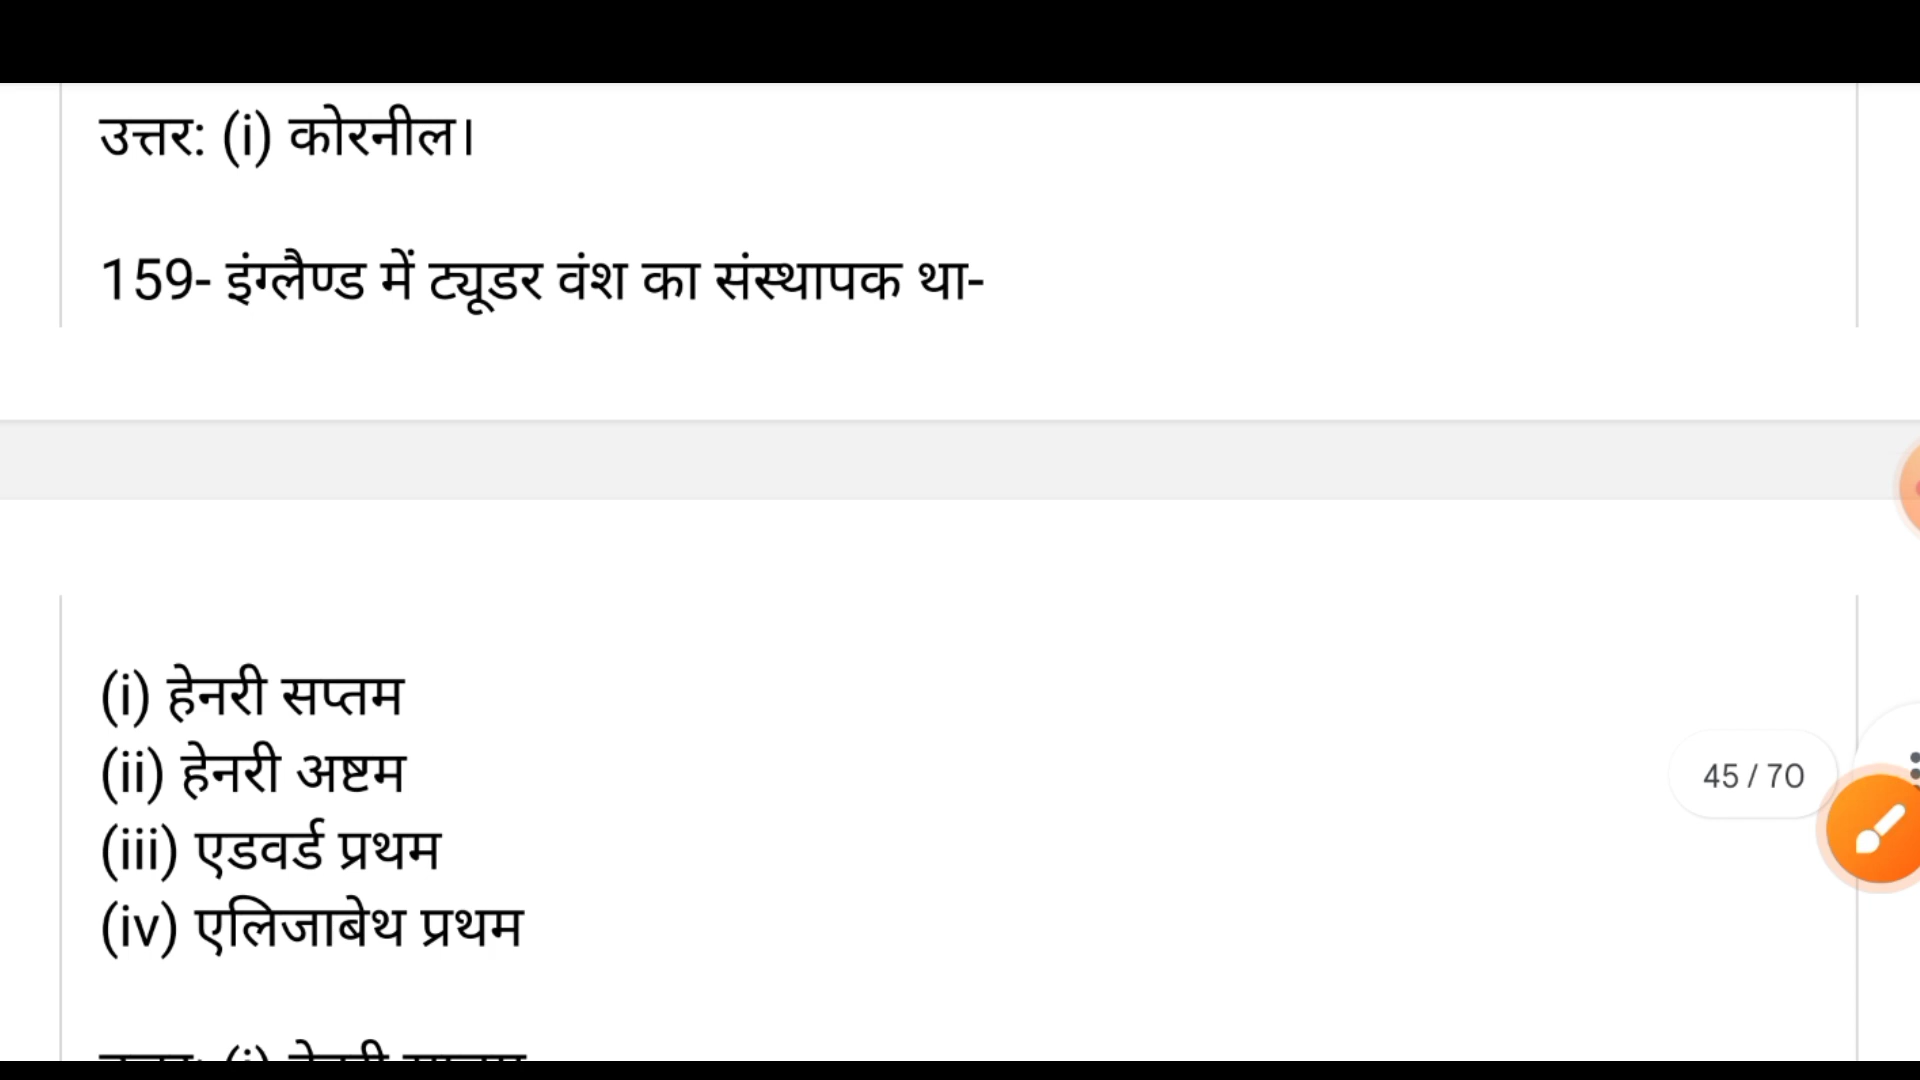 उत्तर: (i) कोरनील।
159- इंग्लैण्ड में ट्यूडर वंश का संस्थापक था-
(i) हेनरी सप्तम
(ii) हेनरी अष्टम
(iii) एडवर्ड प्रथम
(iv) एलिजाबेथ प्रथम
45 / 70